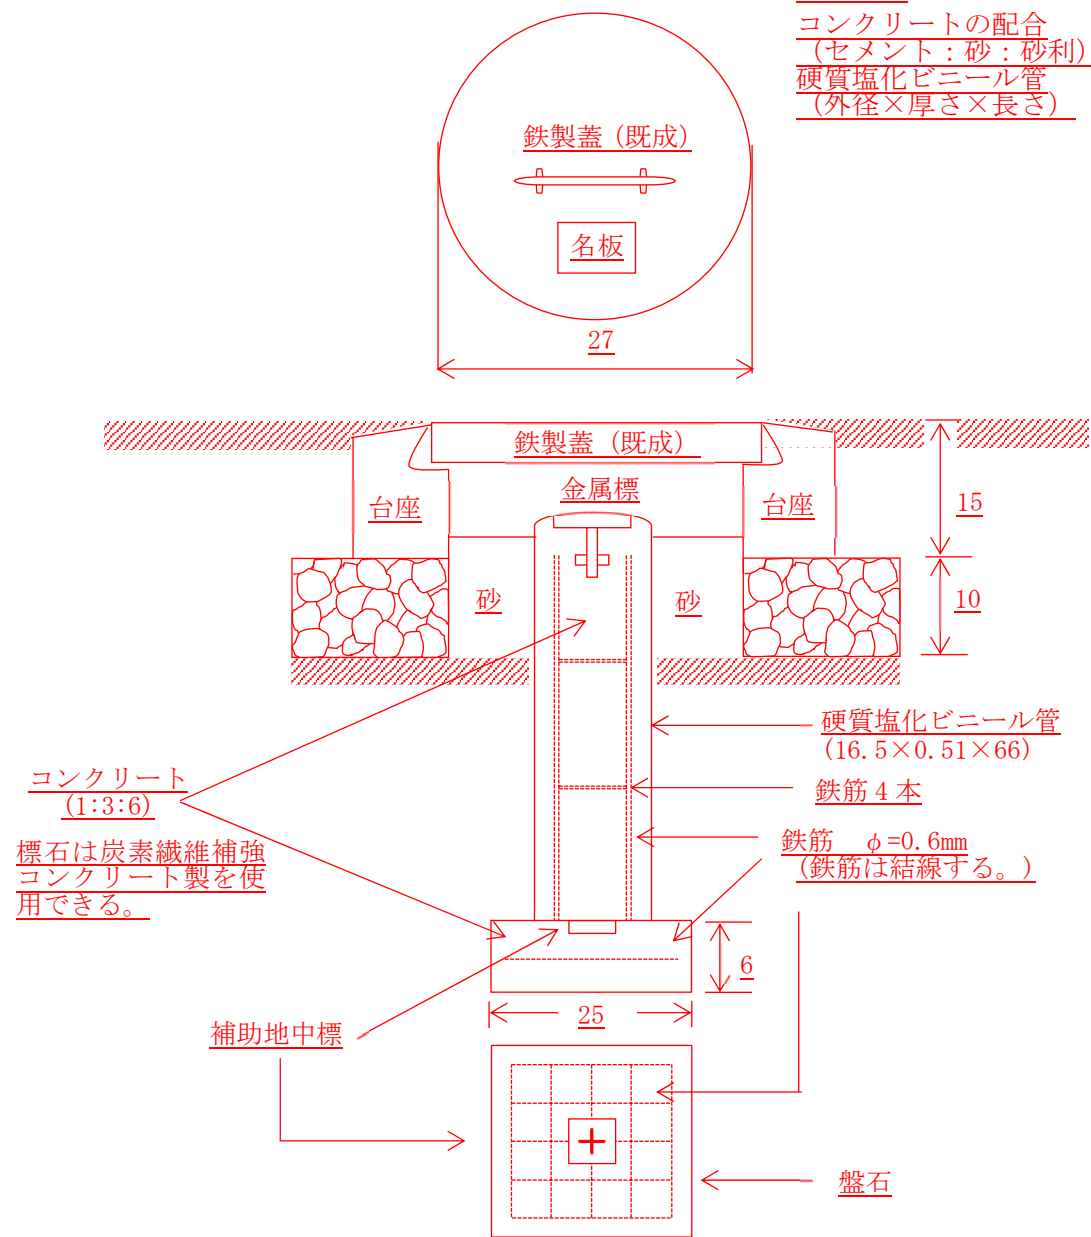 コンクリートの配合
(セメント:砂:砂利)
硬質塩化ビニール管
(外径×厚さ×長さ)
鉄製蓋(既成)
名板
27
鉄製蓋(既成)
金属標
台座
台座
15
砂
砂
10
硬質塩化ビニール管
(16.5×0.51×66)
コンクリート
(1:3:6)
鉄筋4本
標石は炭素繊維補強
コンクリート製を使
用できる。
鉄筋 φ=0.6mm
(鉄筋は結線する。)
6
25
補助地中標
盤石